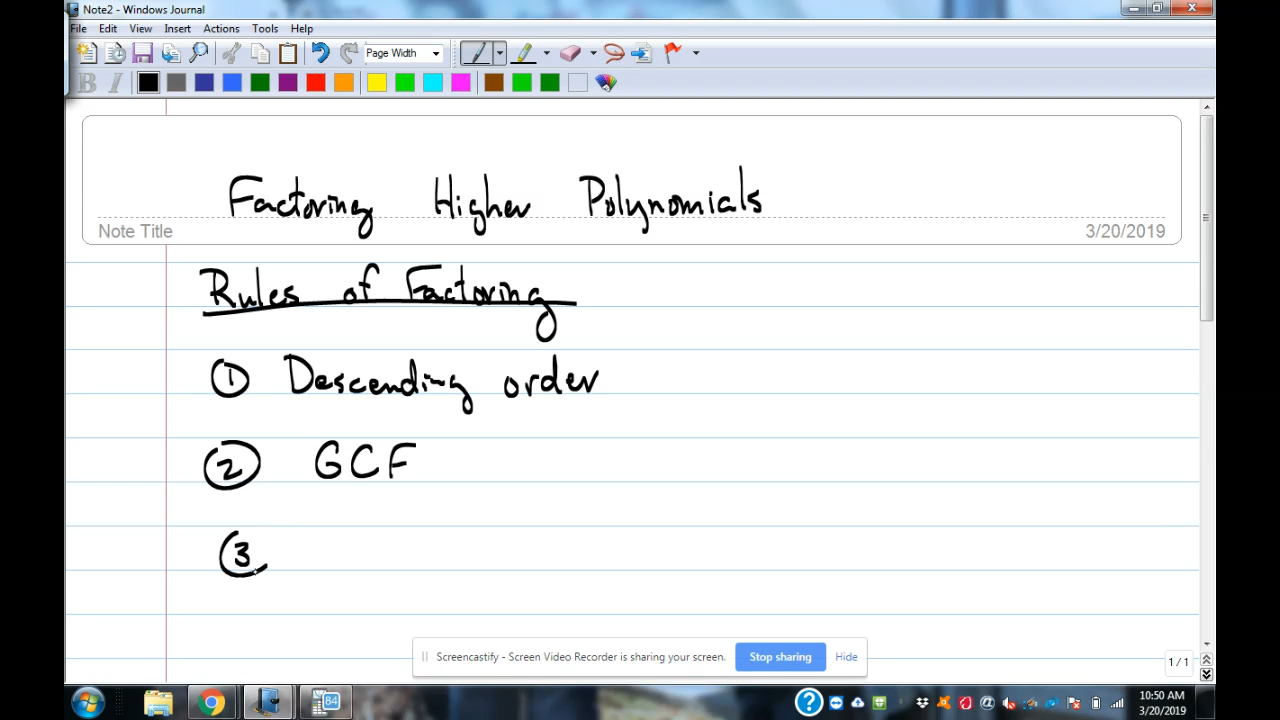 Note2 - Windows Journal
File Edit View Insert Actions Tools Help
Page Width
B I
Factoring Higher Polynomials
Note Title 3/20/2019
Rules of Factoring
① Descending order
② GCF
③
Screencastify - Screen Video Recorder is sharing your screen. Stop sharing Hide
1 / 1
84
10:50 AM
3/20/2019